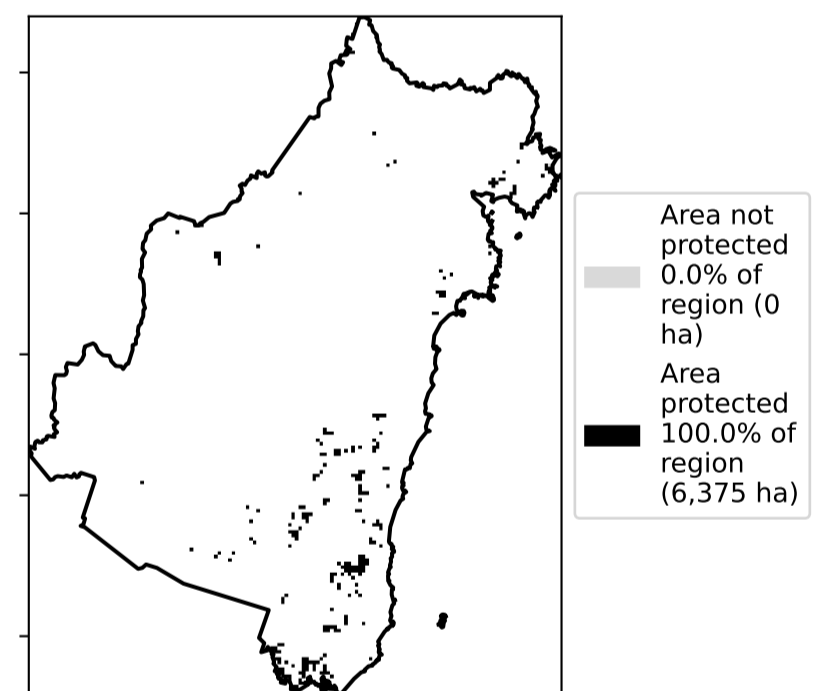 Area not
protected
0.0% of
region (0
ha)
Area
protected
100.0% of
region
(6,375 ha)